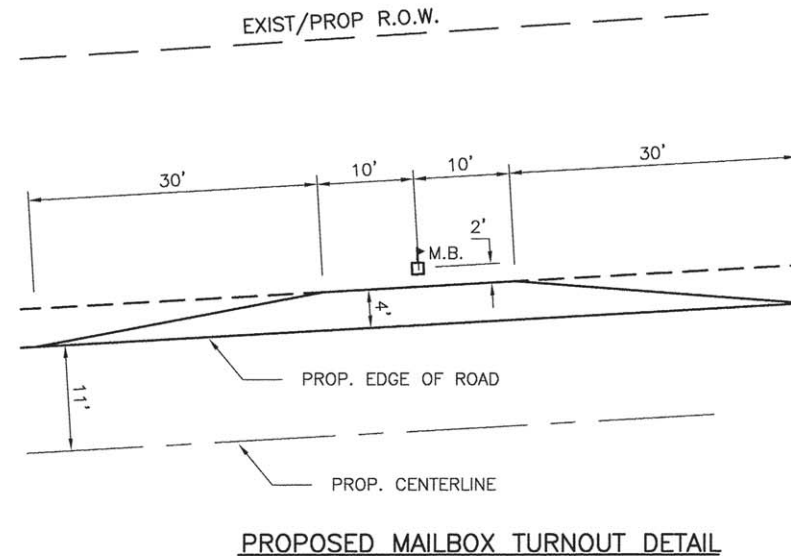 EXIST/PROP R.O.W.
30' 10' 10' 30'
2'
M.B.
4'
PROP. EDGE OF ROAD
11'
PROP. CENTERLINE
PROPOSED MAILBOX TURNOUT DETAIL